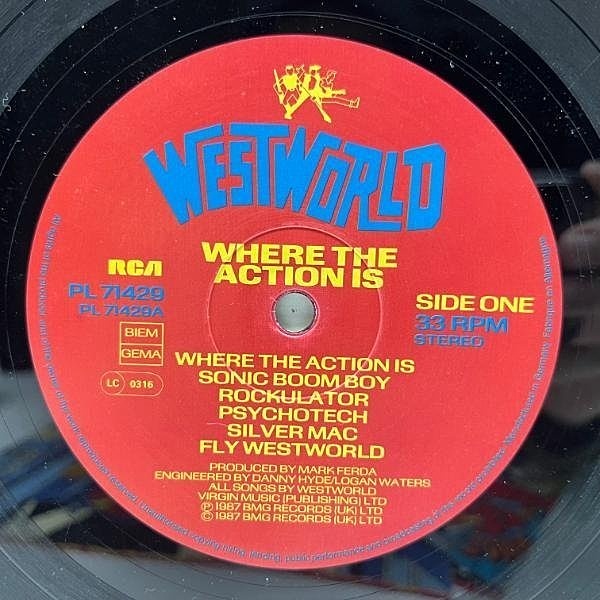 WESTWORLD
WHERE THE
ACTION IS
RCA
PL 71429
PL 71429A
BIEM
GEMA
LC 0316
SIDE ONE
33 RPM
STEREO
WHERE THE ACTION IS
SONIC BOOM BOY
ROCKULATOR
PSYCHOTECH
SILVER MAC
FLY WESTWORLD
PRODUCED BY MARK FERDA
ENGINEERED BY DANNY HYDE/LOGAN WATERS
ALL SONGS BY WESTWORLD
VIRGIN MUSIC (PUBLISHING) LTD
Ⓟ 1987 BMG RECORDS (UK) LTD
© 1987 BMG RECORDS (UK) LTD